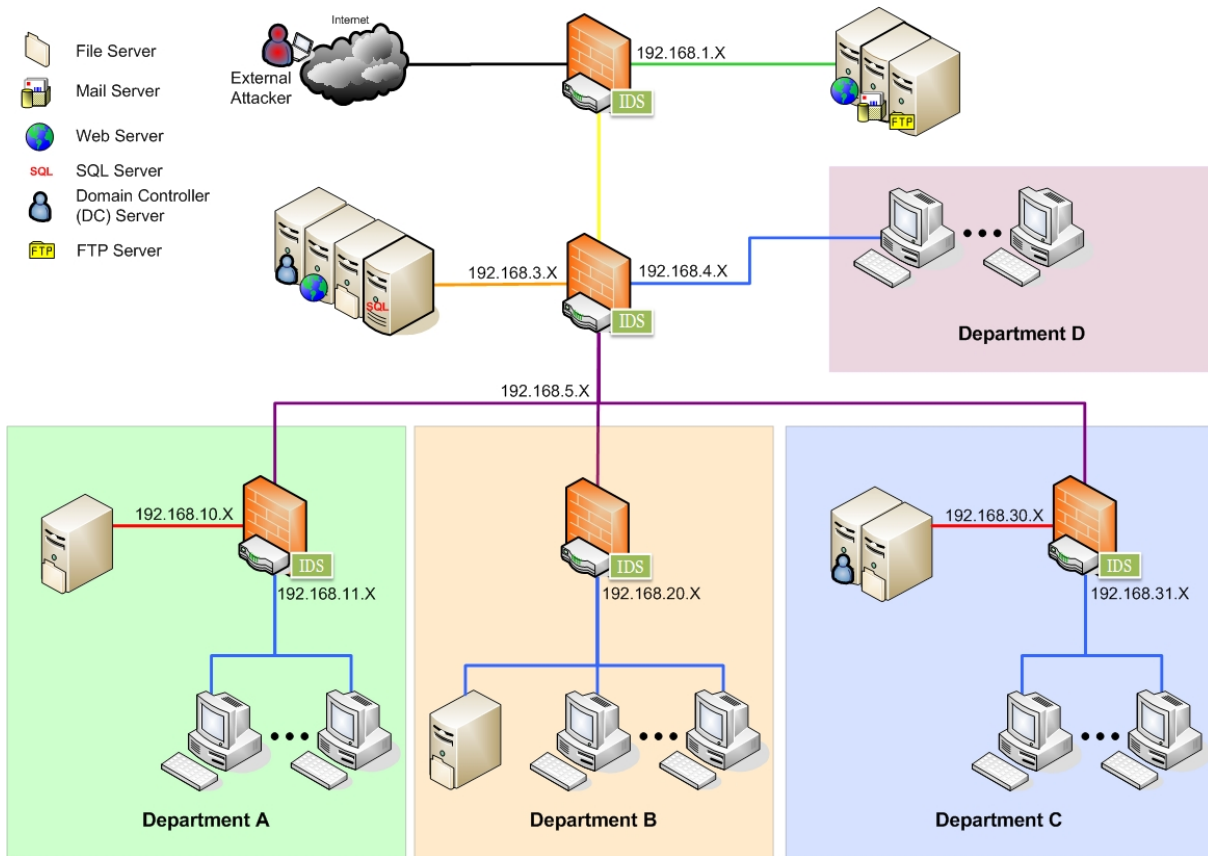 File Server
Mail Server
Web Server
SQL
SQL Server
Domain Controller
(DC) Server
FTP
FTP Server
Internet
External
Attacker
192.168.1.X
IDS
FTP
192.168.3.X
192.168.4.X
SQL
IDS
Department D
192.168.5.X
192.168.10.X
IDS
192.168.11.X
Department A
IDS
192.168.20.X
Department B
192.168.30.X
IDS
192.168.31.X
Department C